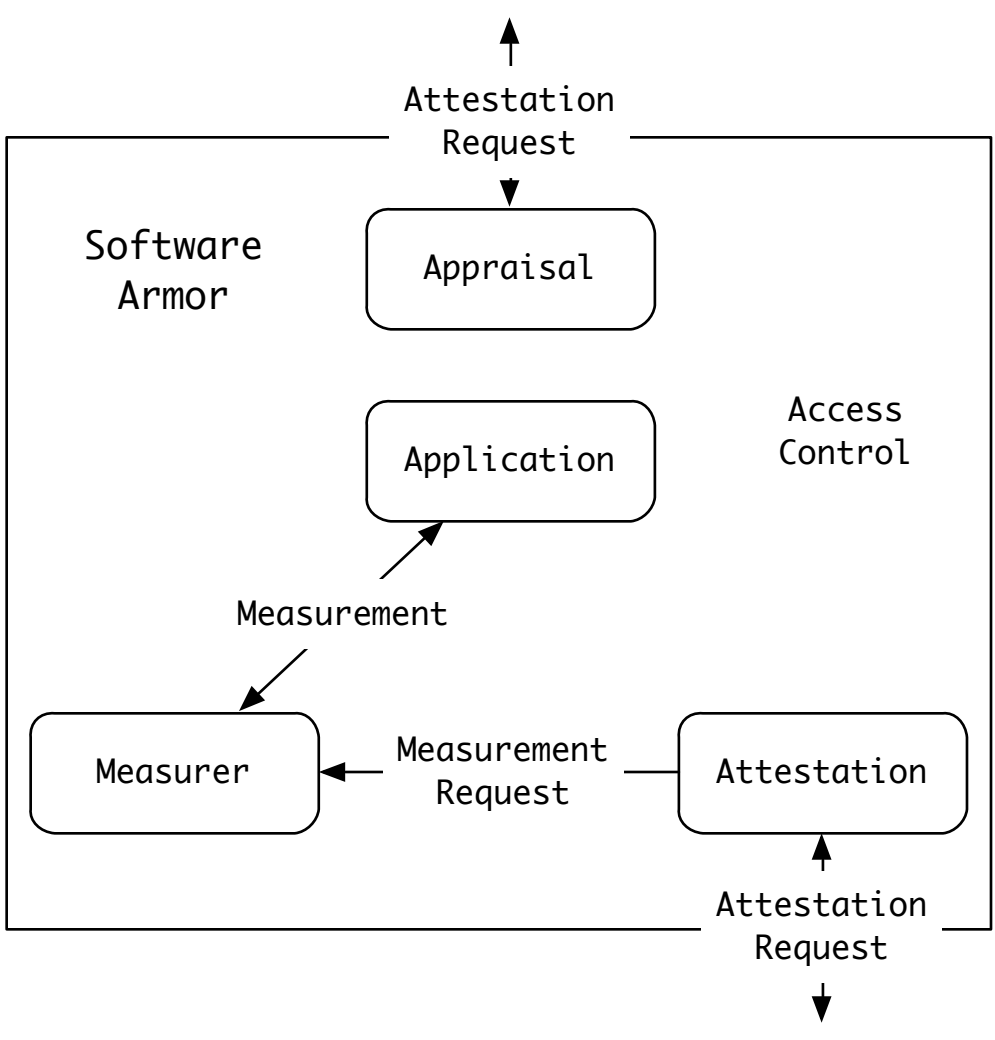 Attestation
Request
Software
Armor
Appraisal
Access
Control
Application
Measurement
Measurer
Measurement
Request
Attestation
Attestation
Request